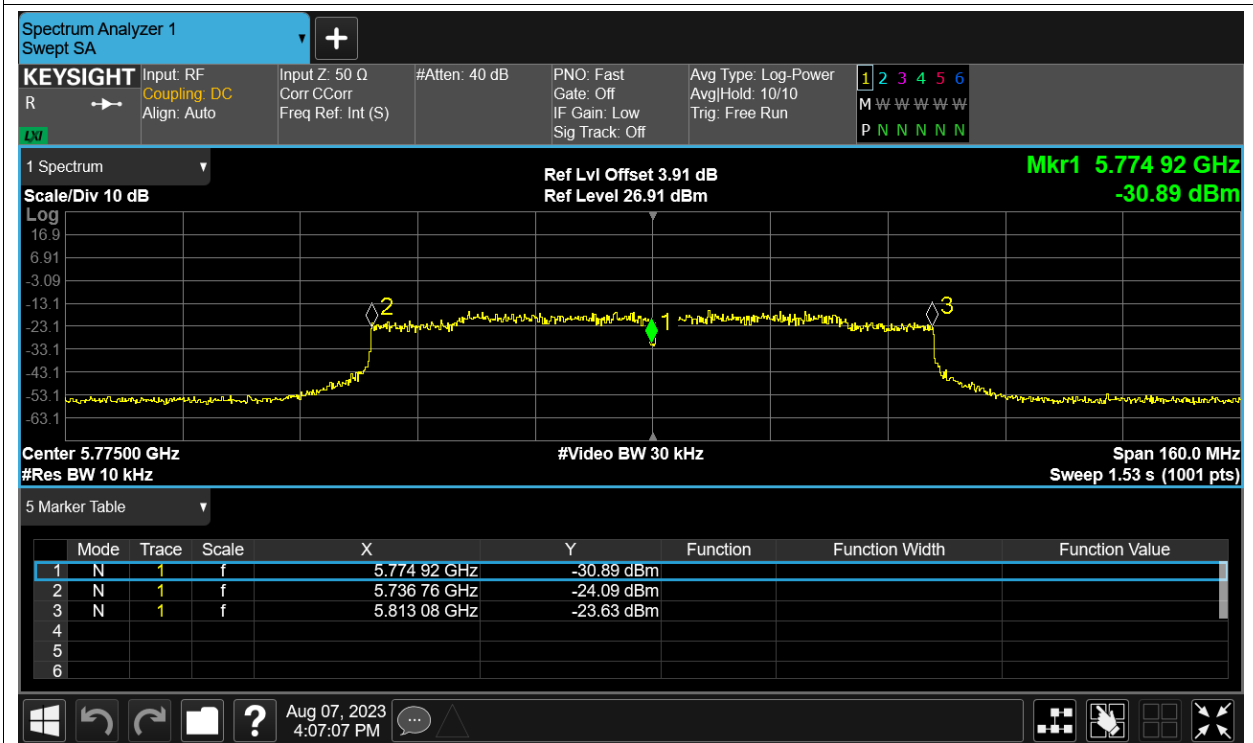 Spectrum Analyzer 1
Swept SA
+
KEYSIGHT Input: RF Input Z: 50 Ω #Atten: 40 dB PNO: Fast Avg Type: Log-Power 1 2 3 4 5 6
R Coupling: DC Corr CCorr Gate: Off Avg|Hold: 10/10 M W W W W W W
Align: Auto Freq Ref: Int (S) IF Gain: Low Trig: Free Run
LXI Sig Track: Off P N N N N N N
1 Spectrum Ref Lvl Offset 3.91 dB Mkr1 5.774 92 GHz
Scale/Div 10 dB Ref Level 26.91 dBm -30.89 dBm
Log
16.9
6.91
-3.09
-13.1 2 3
-23.1 1
-33.1
-43.1
-53.1
-63.1
Center 5.77500 GHz #Video BW 30 kHz Span 160.0 MHz
#Res BW 10 kHz Sweep 1.53 s (1001 pts)
5 Marker Table
Mode Trace Scale X Y Function Function Width Function Value
1 N 1 f 5.774 92 GHz -30.89 dBm
2 N 1 f 5.736 76 GHz -24.09 dBm
3 N 1 f 5.813 08 GHz -23.63 dBm
4
5
6
? Aug 07, 2023
4:07:07 PM